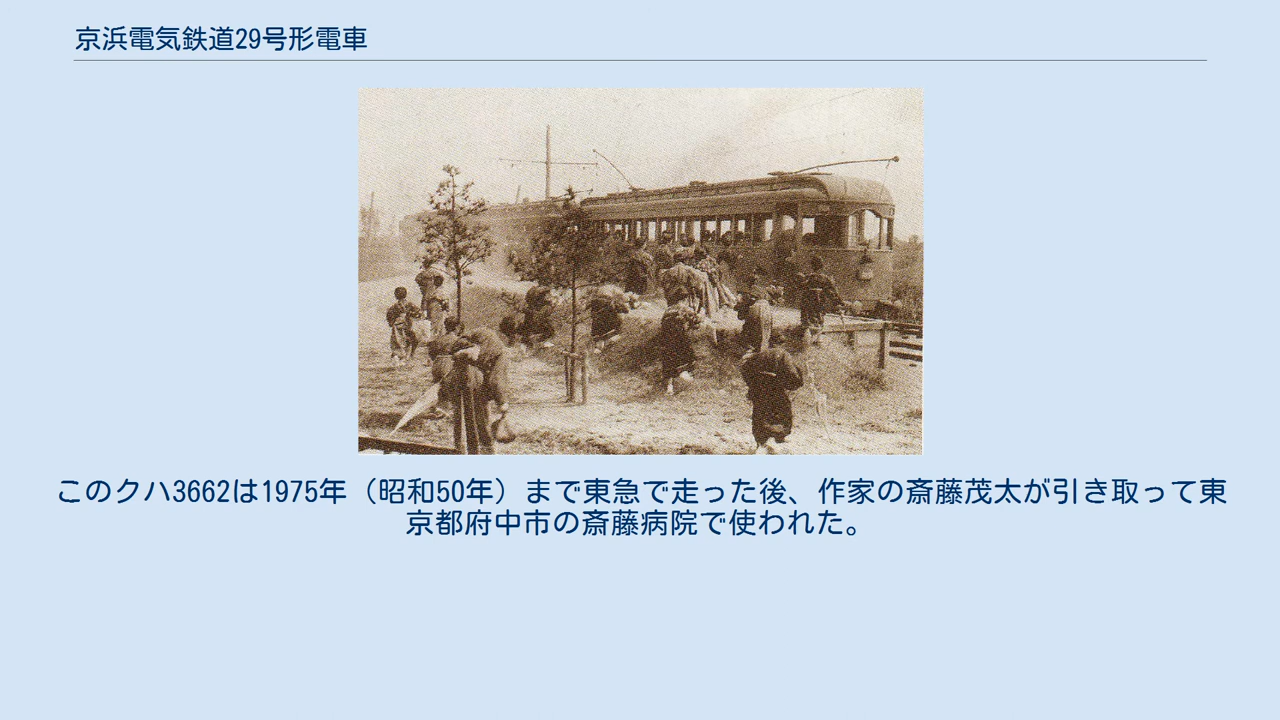 京浜電気鉄道29号形電車
このクハ3662は1975年（昭和50年）まで東急で走った後、作家の斎藤茂太が引き取って東
京都府中市の斎藤病院で使われた。